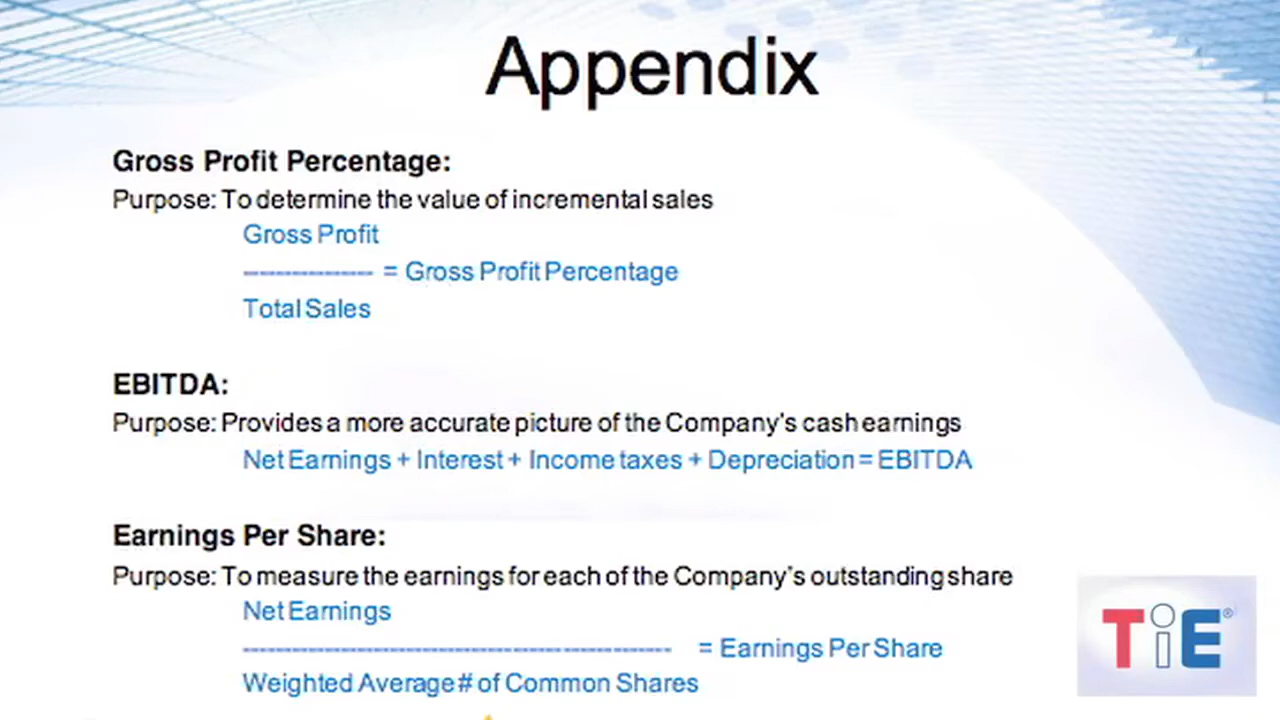 Appendix
Gross Profit Percentage:
Purpose: To determine the value of incremental sales
Gross Profit
--------------- = Gross Profit Percentage
Total Sales
EBITDA:
Purpose: Provides a more accurate picture of the Company's cash earnings
Net Earnings + Interest + Income taxes + Depreciation = EBITDA
Earnings Per Share:
Purpose: To measure the earnings for each of the Company's outstanding share
Net Earnings
---------------------------------------------------- = Earnings Per Share
Weighted Average # of Common Shares
TiE®